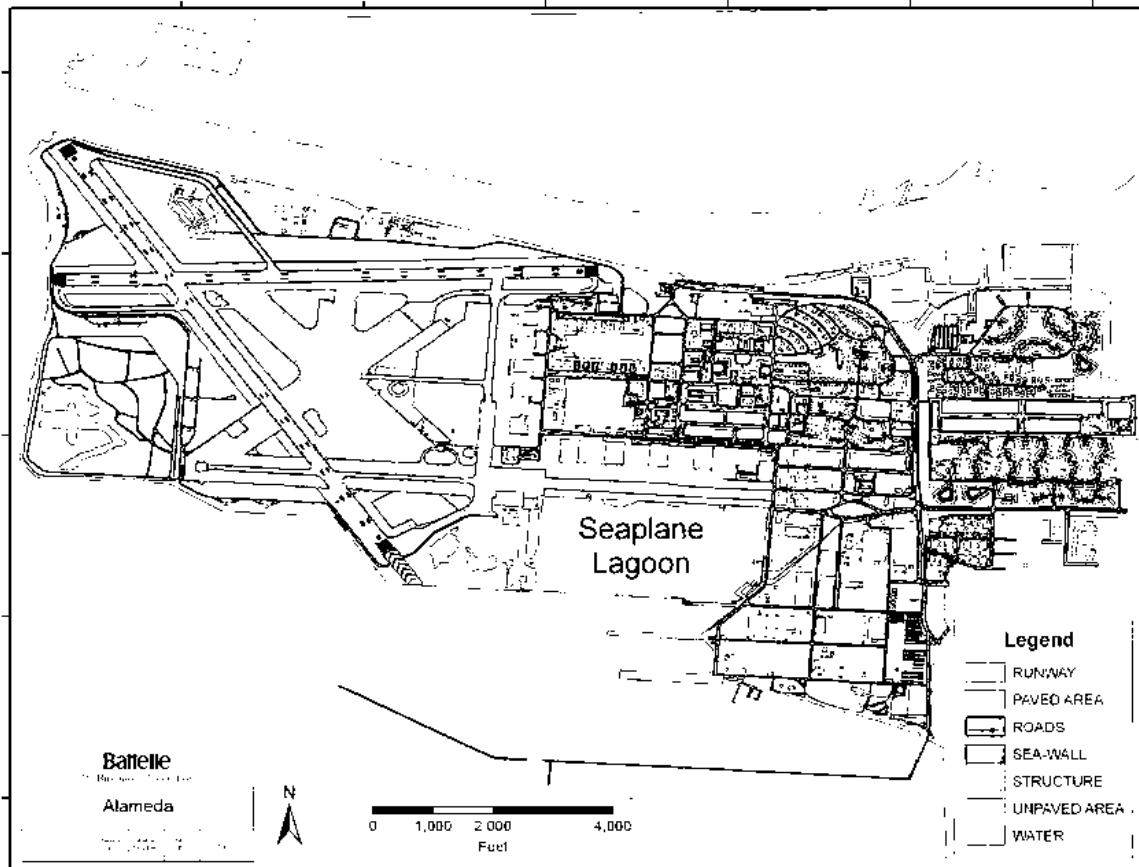 Seaplane
Lagoon
Legend
RUNWAY
PAVED AREA
ROADS
SEA-WALL
STRUCTURE
UNPAVED AREA
WATER
Battelle
Alameda
N
0 1,000 2 000 4,000